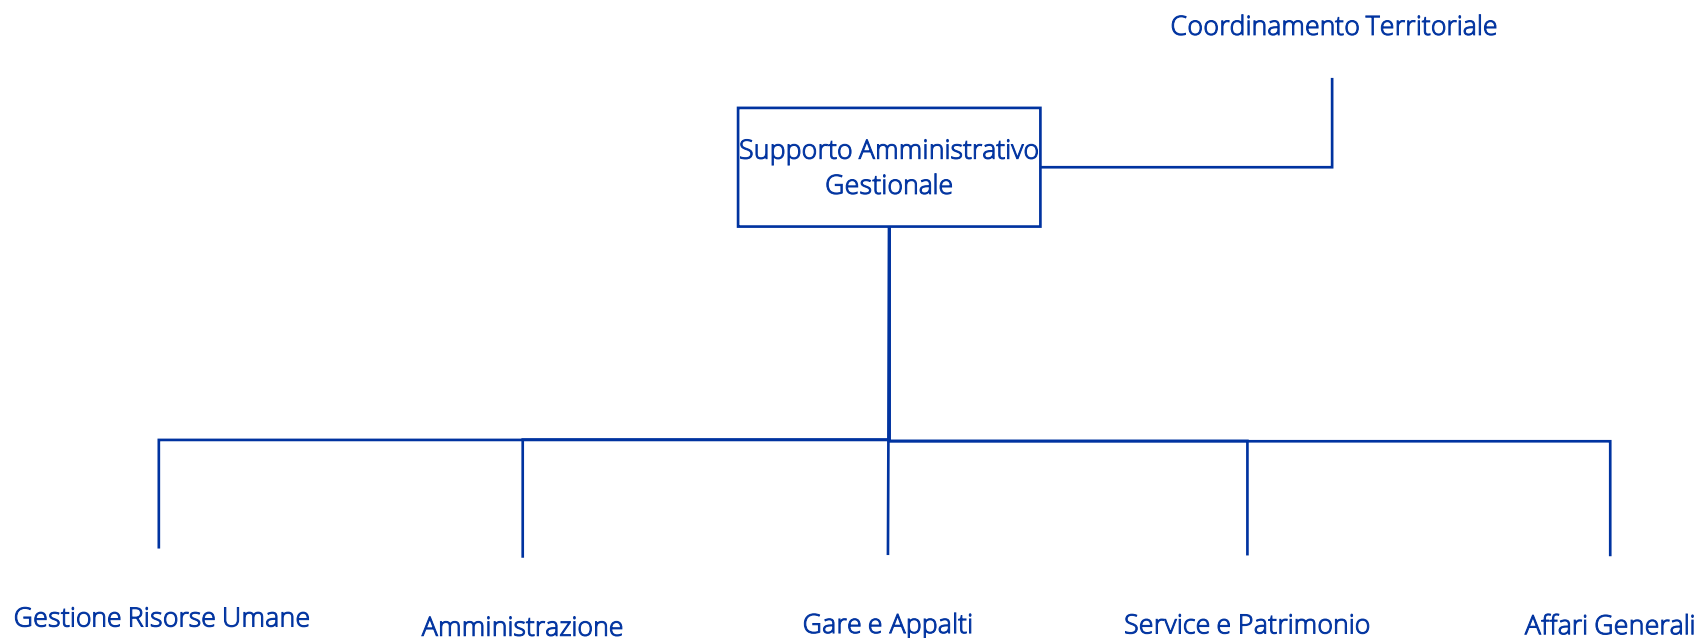 Coordinamento Territoriale
Supporto Amministrativo
Gestionale
Gestione Risorse Umane
Amministrazione
Gare e Appalti
Service e Patrimonio
Affari Generali